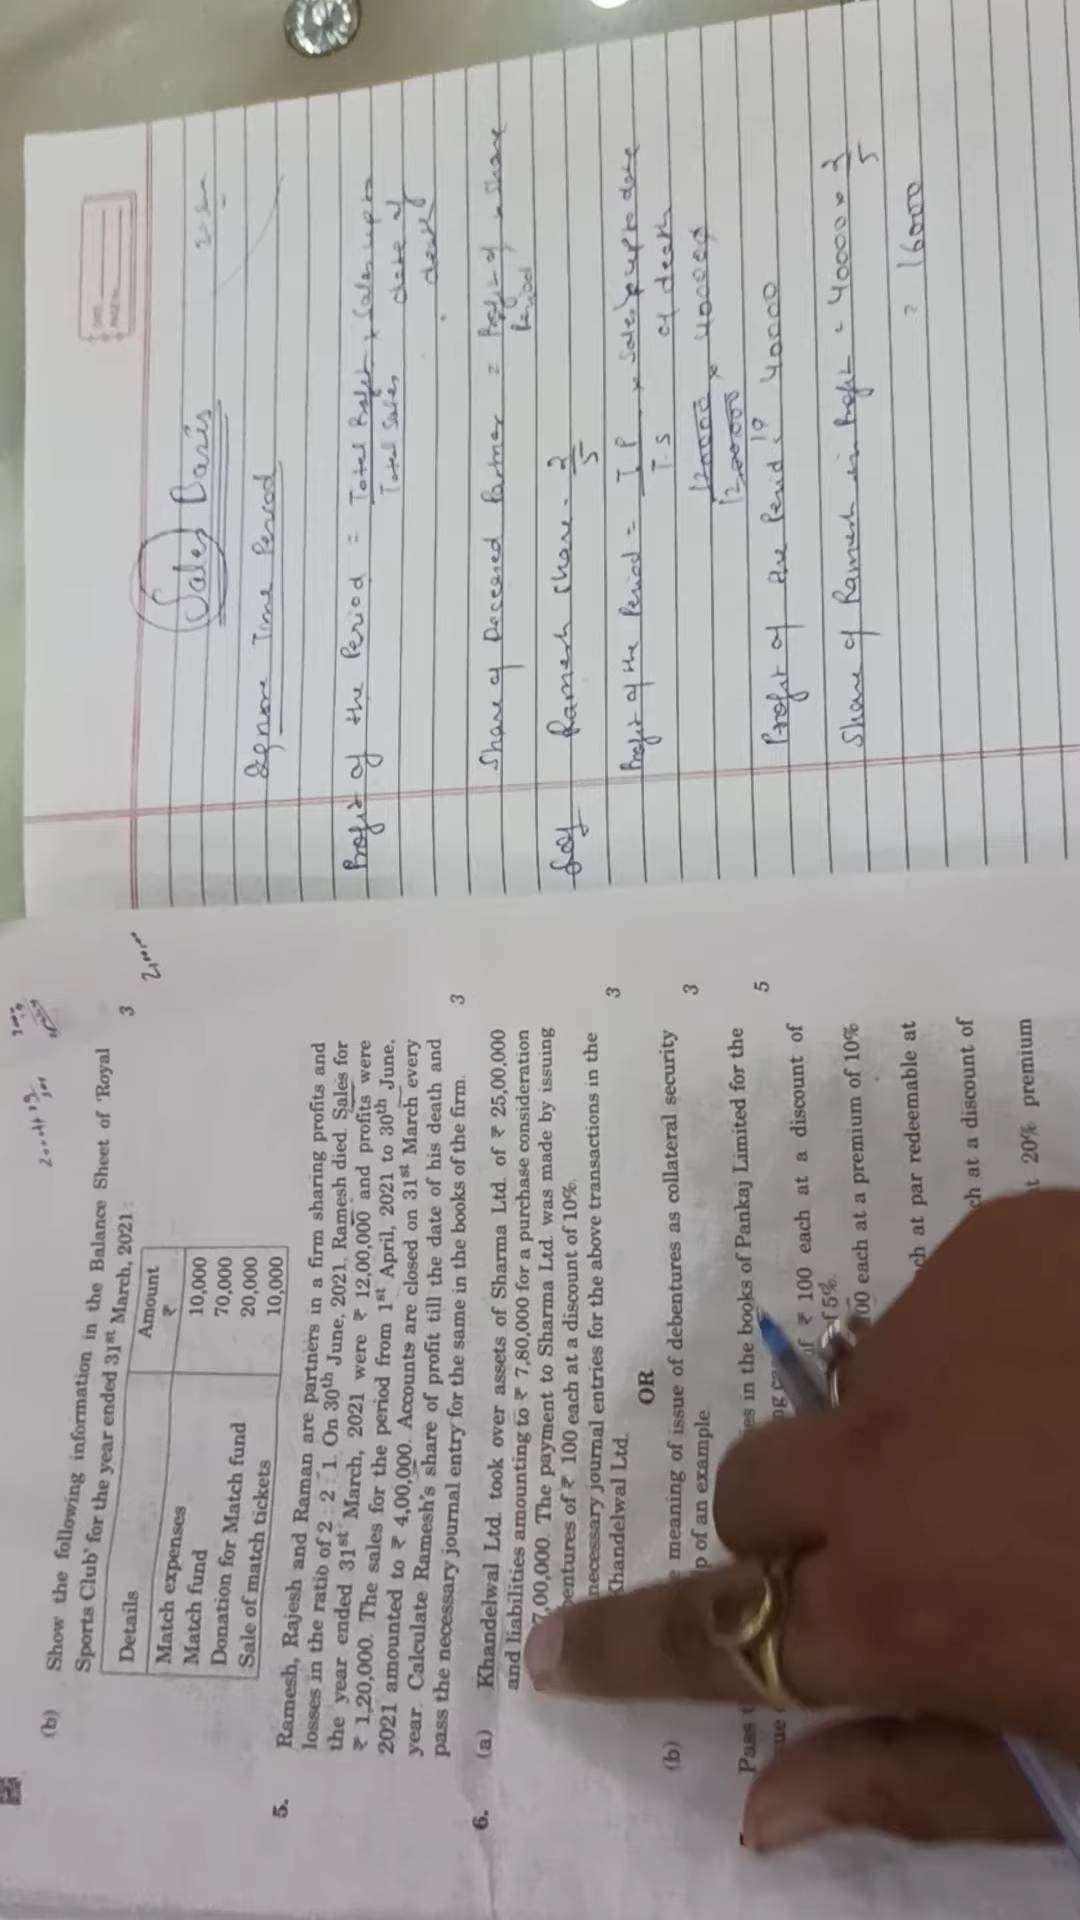 (b) Show the following information in the Balance Sheet of 'Royal
Sports Club' for the year ended 31st March, 2021 : 3
Details Amount
₹
Match expenses 10,000
Match fund 70,000
Donation for Match fund 20,000
Sale of match tickets 10,000
5. Ramesh, Rajesh and Raman are partners in a firm sharing profits and
losses in the ratio of 2 : 2 : 1. On 30th June, 2021, Ramesh died. Sales for
the year ended 31st March, 2021 were ₹ 12,00,000 and profits were
₹ 1,20,000. The sales for the period from 1st April, 2021 to 30th June,
2021 amounted to ₹ 4,00,000. Accounts are closed on 31st March every
year. Calculate Ramesh's share of profit till the date of his death and
pass the necessary journal entry for the same in the books of the firm. 3
6. (a) Khandelwal Ltd. took over assets of Sharma Ltd. of ₹ 25,00,000
and liabilities amounting to ₹ 7,80,000 for a purchase consideration
7,00,000. The payment to Sharma Ltd. was made by issuing
entures of ₹ 100 each at a discount of 10%.
necessary journal entries for the above transactions in the
Khandelwal Ltd. 3
OR
(b) meaning of issue of debentures as collateral security
of an example. 3
Pass es in the books of Pankaj Limited for the
ue 5
₹ 100 each at a discount of
5%.
00 each at a premium of 10%
ch at par redeemable at
ch at a discount of
20% premium
DATE
PAGE No.
Sales Basis
Ignore Time Period
Profit of the Period = Total Profit × Sales upto
Total Sales date of
death
Share of Deceased Partner = Profit of × Share
Period
Sol Ramesh Share - 2
5
Profit of the Period = T.P × Sales upto date
T.S of death
120000 × 400000
1200000
Profit of the Period 40000
Share of Ramesh in Profit = 40000 × 2
5
= 16000